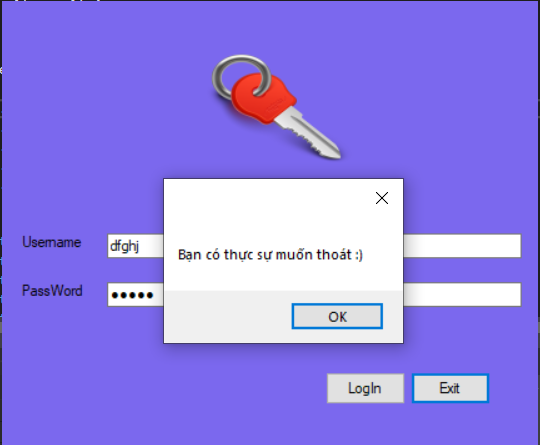 Bạn có thực sự muốn thoát :)
OK
Username
dfghj
PassWord
●●●●●
LogIn
Exit